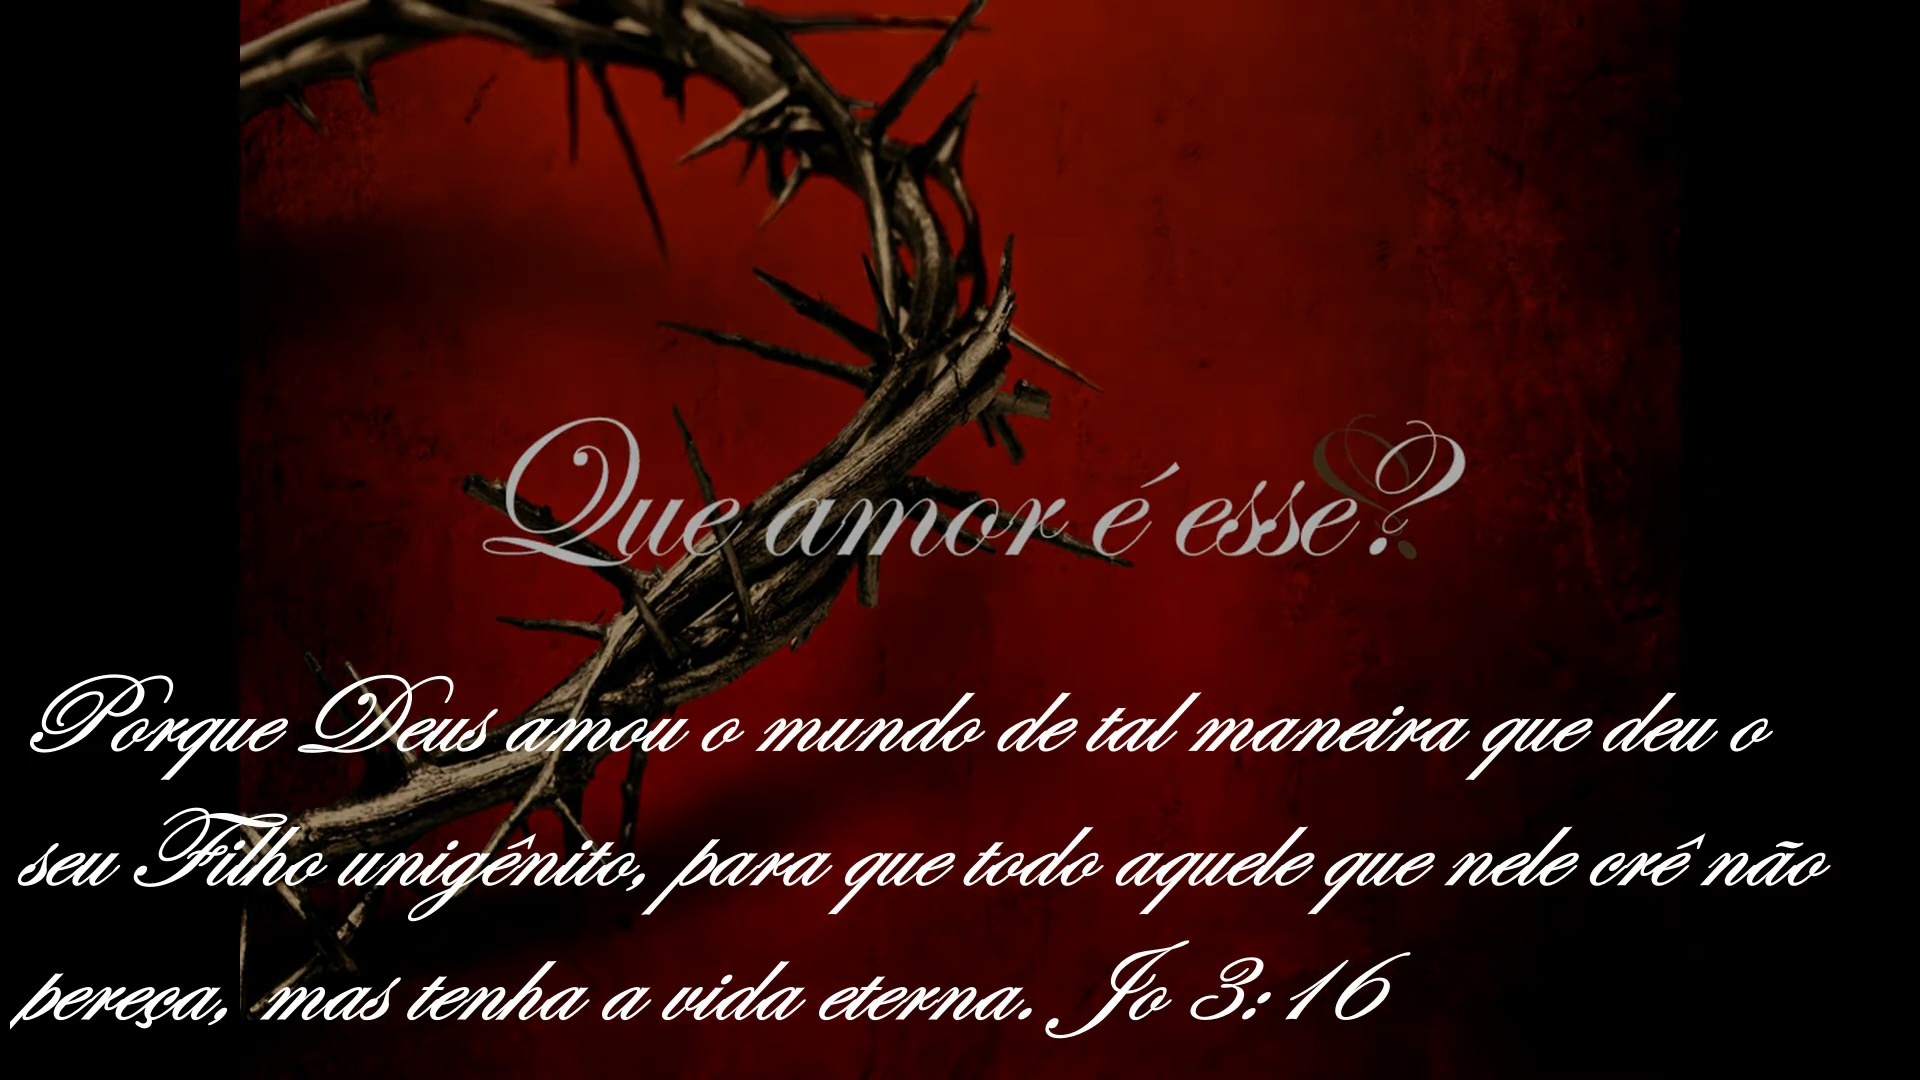 Que amor é esse?
Porque Deus amou o mundo de tal maneira que deu o
seu Filho unigênito, para que todo aquele que nele crê não
pereça, mas tenha a vida eterna. Jo 3:16